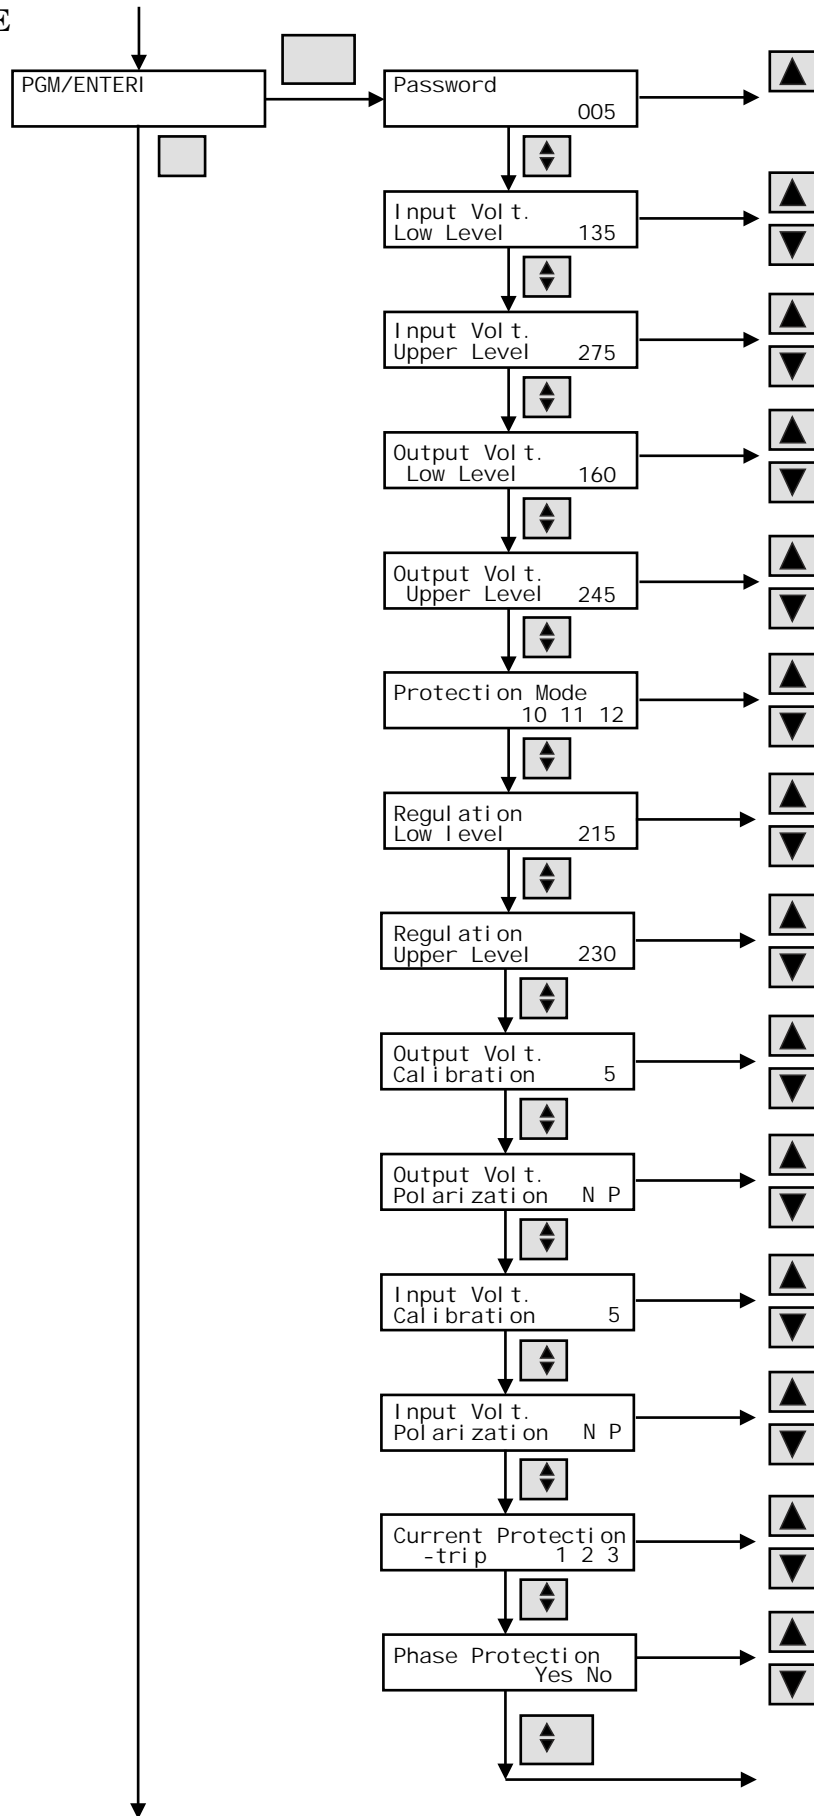 E
PGM/ENTERI
Password
005
Input Volt.
Low Level 135
Input Volt.
Upper Level 275
Output Volt.
Low Level 160
Output Volt.
Upper Level 245
Protection Mode
10 11 12
Regulation
Low level 215
Regulation
Upper Level 230
Output Volt.
Calibration 5
Output Volt.
Polarization N P
Input Volt.
Calibration 5
Input Volt.
Polarization N P
Current Protection
-trip 1 2 3
Phase Protection
Yes No